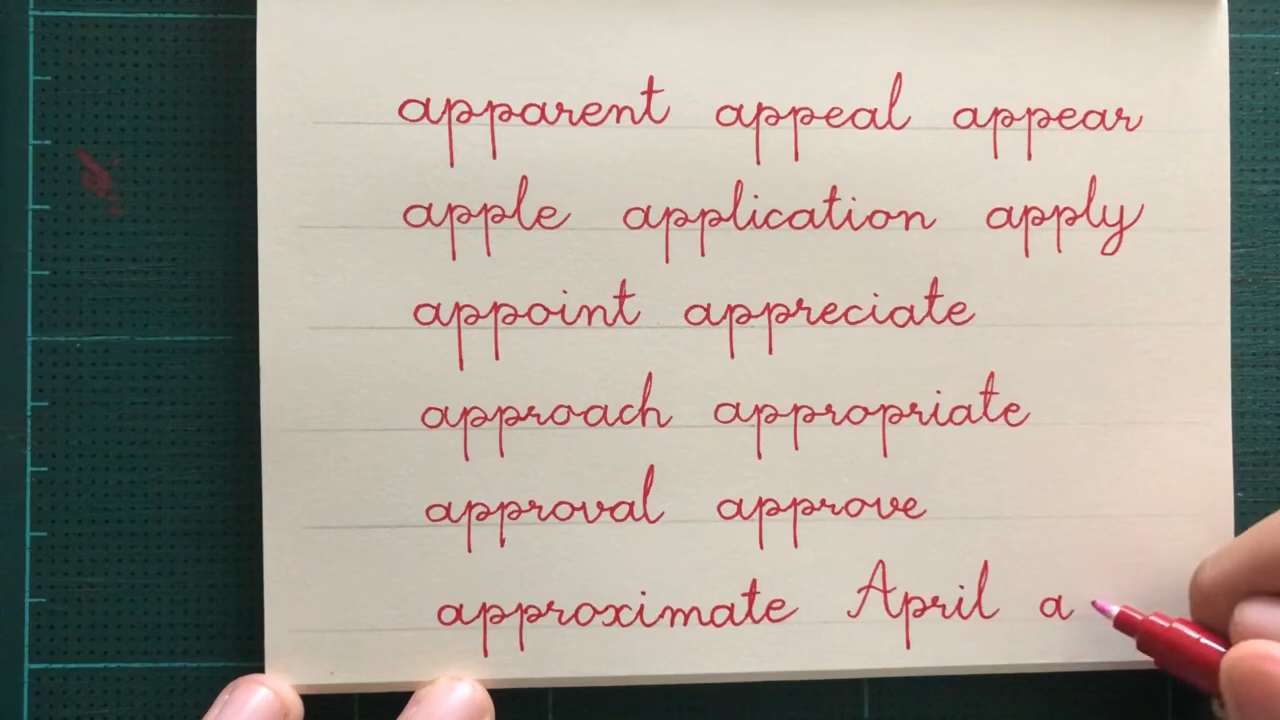 apparent appeal appear
apple application apply
appoint appreciate
approach appropriate
approval approve
approximate April a